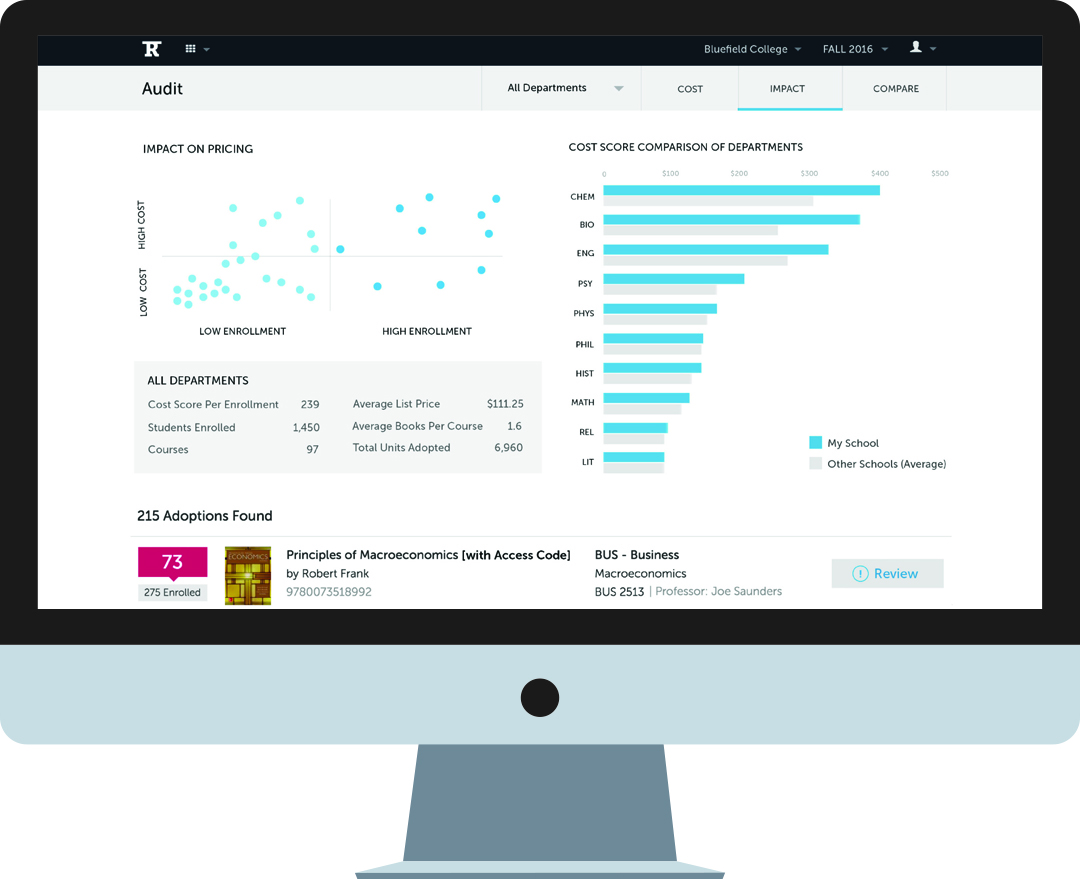 R
Bluefield College
FALL 2016
Audit
All Departments
COST
IMPACT
COMPARE
IMPACT ON PRICING
HIGH COST
LOW COST
LOW ENROLLMENT
HIGH ENROLLMENT
ALL DEPARTMENTS
Cost Score Per Enrollment 239
Students Enrolled 1,450
Courses 97
Average List Price $111.25
Average Books Per Course 1.6
Total Units Adopted 6,960
COST SCORE COMPARISON OF DEPARTMENTS
0 $100 $200 $300 $400 $500
CHEM
BIO
ENG
PSY
PHYS
PHIL
HIST
MATH
REL
LIT
My School
Other Schools (Average)
215 Adoptions Found
73
275 Enrolled
ECONOMICS
Principles of Macroeconomics [with Access Code]
by Robert Frank
9780073518992
BUS - Business
Macroeconomics
BUS 2513 | Professor: Joe Saunders
! Review